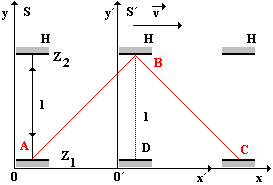 y S y´ S´ v
H H H
Z2
B
l l
A Z1 D C
0 0´ x´ x